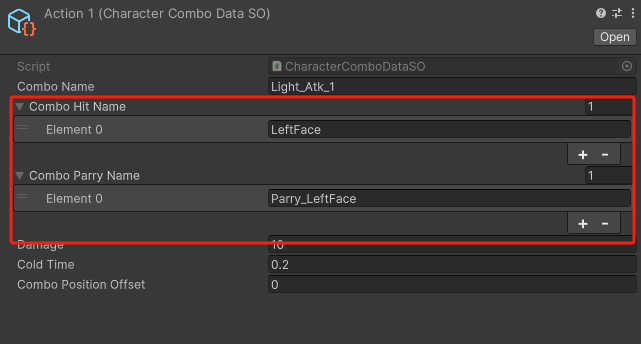 Action 1 (Character Combo Data SO)
Open
Script CharacterComboDataSO
Combo Name Light_Atk_1
Combo Hit Name 1
Element 0 LeftFace
+ -
Combo Parry Name 1
Element 0 Parry_LeftFace
+ -
Damage 10
Cold Time 0.2
Combo Position Offset 0